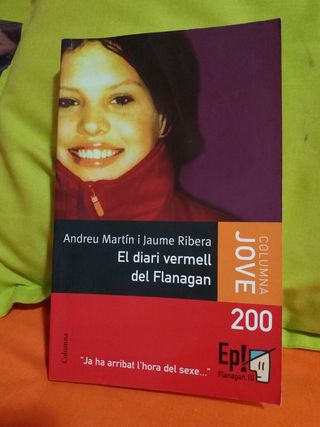 Andreu Martín i Jaume Ribera
El diari vermell
del Flanagan
COLUMNA
JOVE
200
Ep!
Flanagan.10
Columna
"Ja ha arribat l'hora del sexe..."